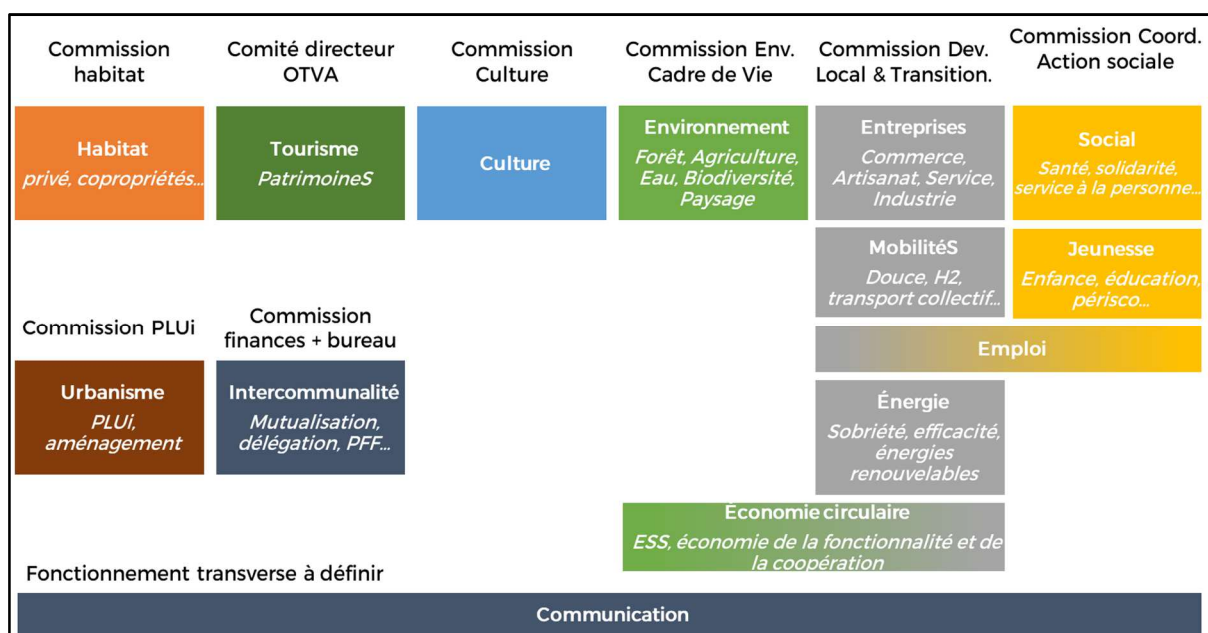 Commission
habitat
Comité directeur
OTVA
Commission
Culture
Commission Env.
Cadre de Vie
Commission Dev.
Local & Transition.
Commission Coord.
Action sociale
Habitat
privé, copropriétés...
Tourisme
PatrimoineS
Culture
Environnement
Forêt, Agriculture,
Eau, Biodiversité,
Paysage
Entreprises
Commerce,
Artisanat, Service,
Industrie
Social
Santé, solidarité,
service à la personne...
MobilitéS
Douce, H2,
transport collectif...
Jeunesse
Enfance, éducation,
périsco...
Commission PLUi
Commission
finances + bureau
Emploi
Urbanisme
PLUi,
aménagement
Intercommunalité
Mutualisation,
délégation, PFF...
Énergie
Sobriété, efficacité,
énergies
renouvelables
Économie circulaire
ESS, économie de la fonctionnalité et de
la coopération
Fonctionnement transverse à définir
Communication